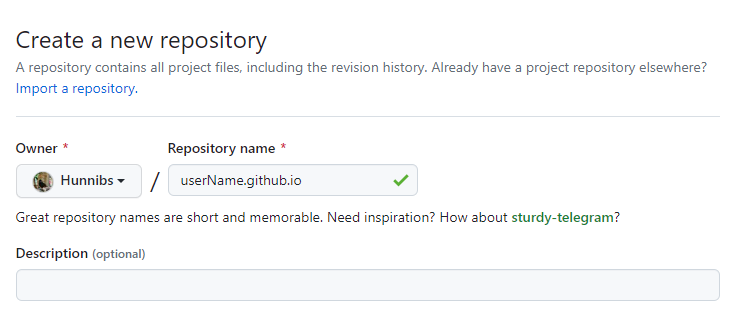 Create a new repository
A repository contains all project files, including the revision history. Already have a project repository elsewhere?
Import a repository.
Owner * Repository name *
Hunnibs / userName.github.io
Great repository names are short and memorable. Need inspiration? How about sturdy-telegram?
Description (optional)